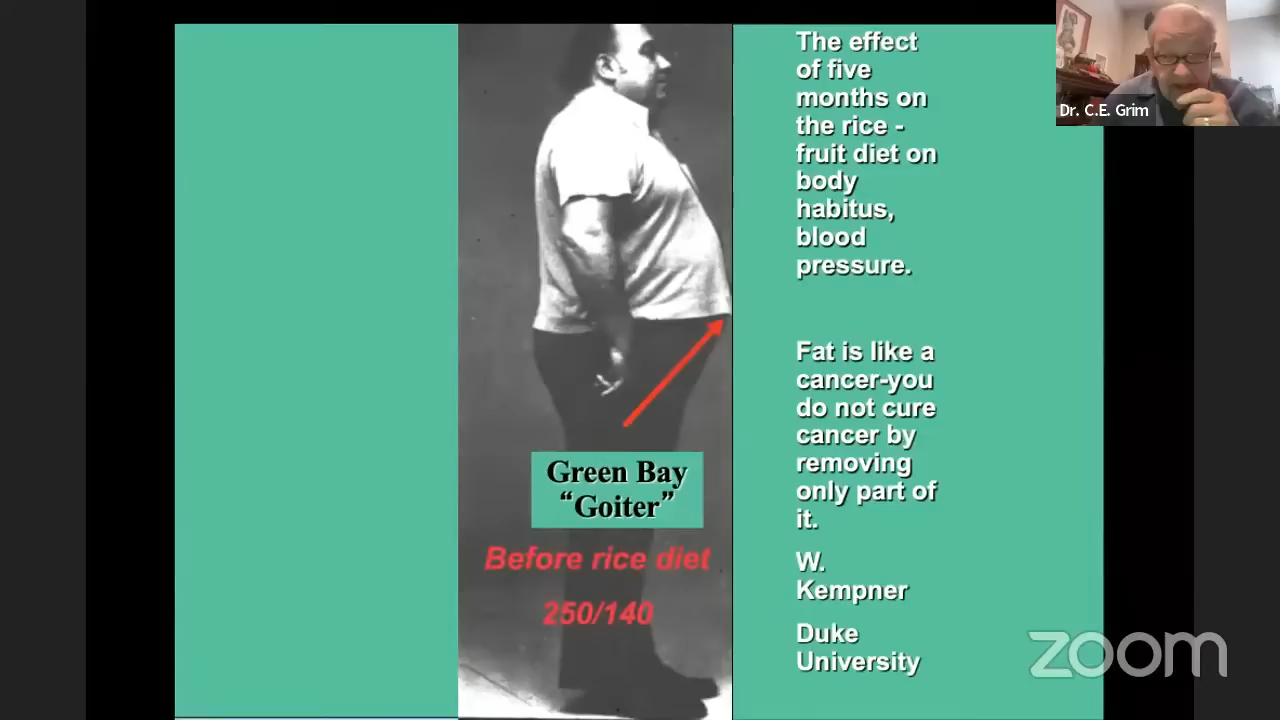 The effect
of five
months on
the rice -
fruit diet on
body
habitus,
blood
pressure.
Fat is like a
cancer-you
do not cure
cancer by
removing
only part of
it.
W.
Kempner
Duke
University
Green Bay
“Goiter”
Before rice diet
250/140
Dr. C.E. Grim
zoom